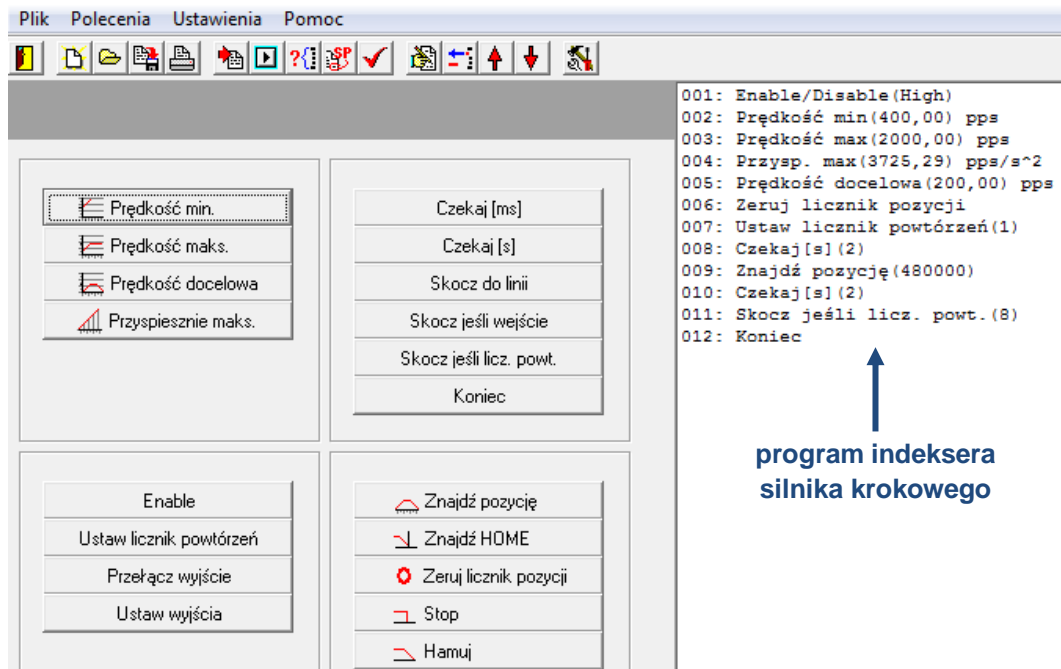 Plik Polecenia Ustawienia Pomoc
?{} SP
001: Enable/Disable(High)
002: Prędkość min(400,00) pps
003: Prędkość max(2000,00) pps
004: Przysp. max(3725,29) pps/s^2
005: Prędkość docelowa(200,00) pps
006: Zeruj licznik pozycji
007: Ustaw licznik powtórzeń(1)
008: Czekaj[s](2)
009: Znajdź pozycję(480000)
010: Czekaj[s](2)
011: Skocz jeśli licz. powt.(8)
012: Koniec
Prędkość min.
Prędkość maks.
Prędkość docelowa
Przyspiesznie maks.
Czekaj [ms]
Czekaj [s]
Skocz do linii
Skocz jeśli wejście
Skocz jeśli licz. powt.
Koniec
program indeksera
silnika krokowego
Enable
Ustaw licznik powtórzeń
Przełącz wyjście
Ustaw wyjścia
Znajdź pozycję
Znajdź HOME
Zeruj licznik pozycji
Stop
Hamuj